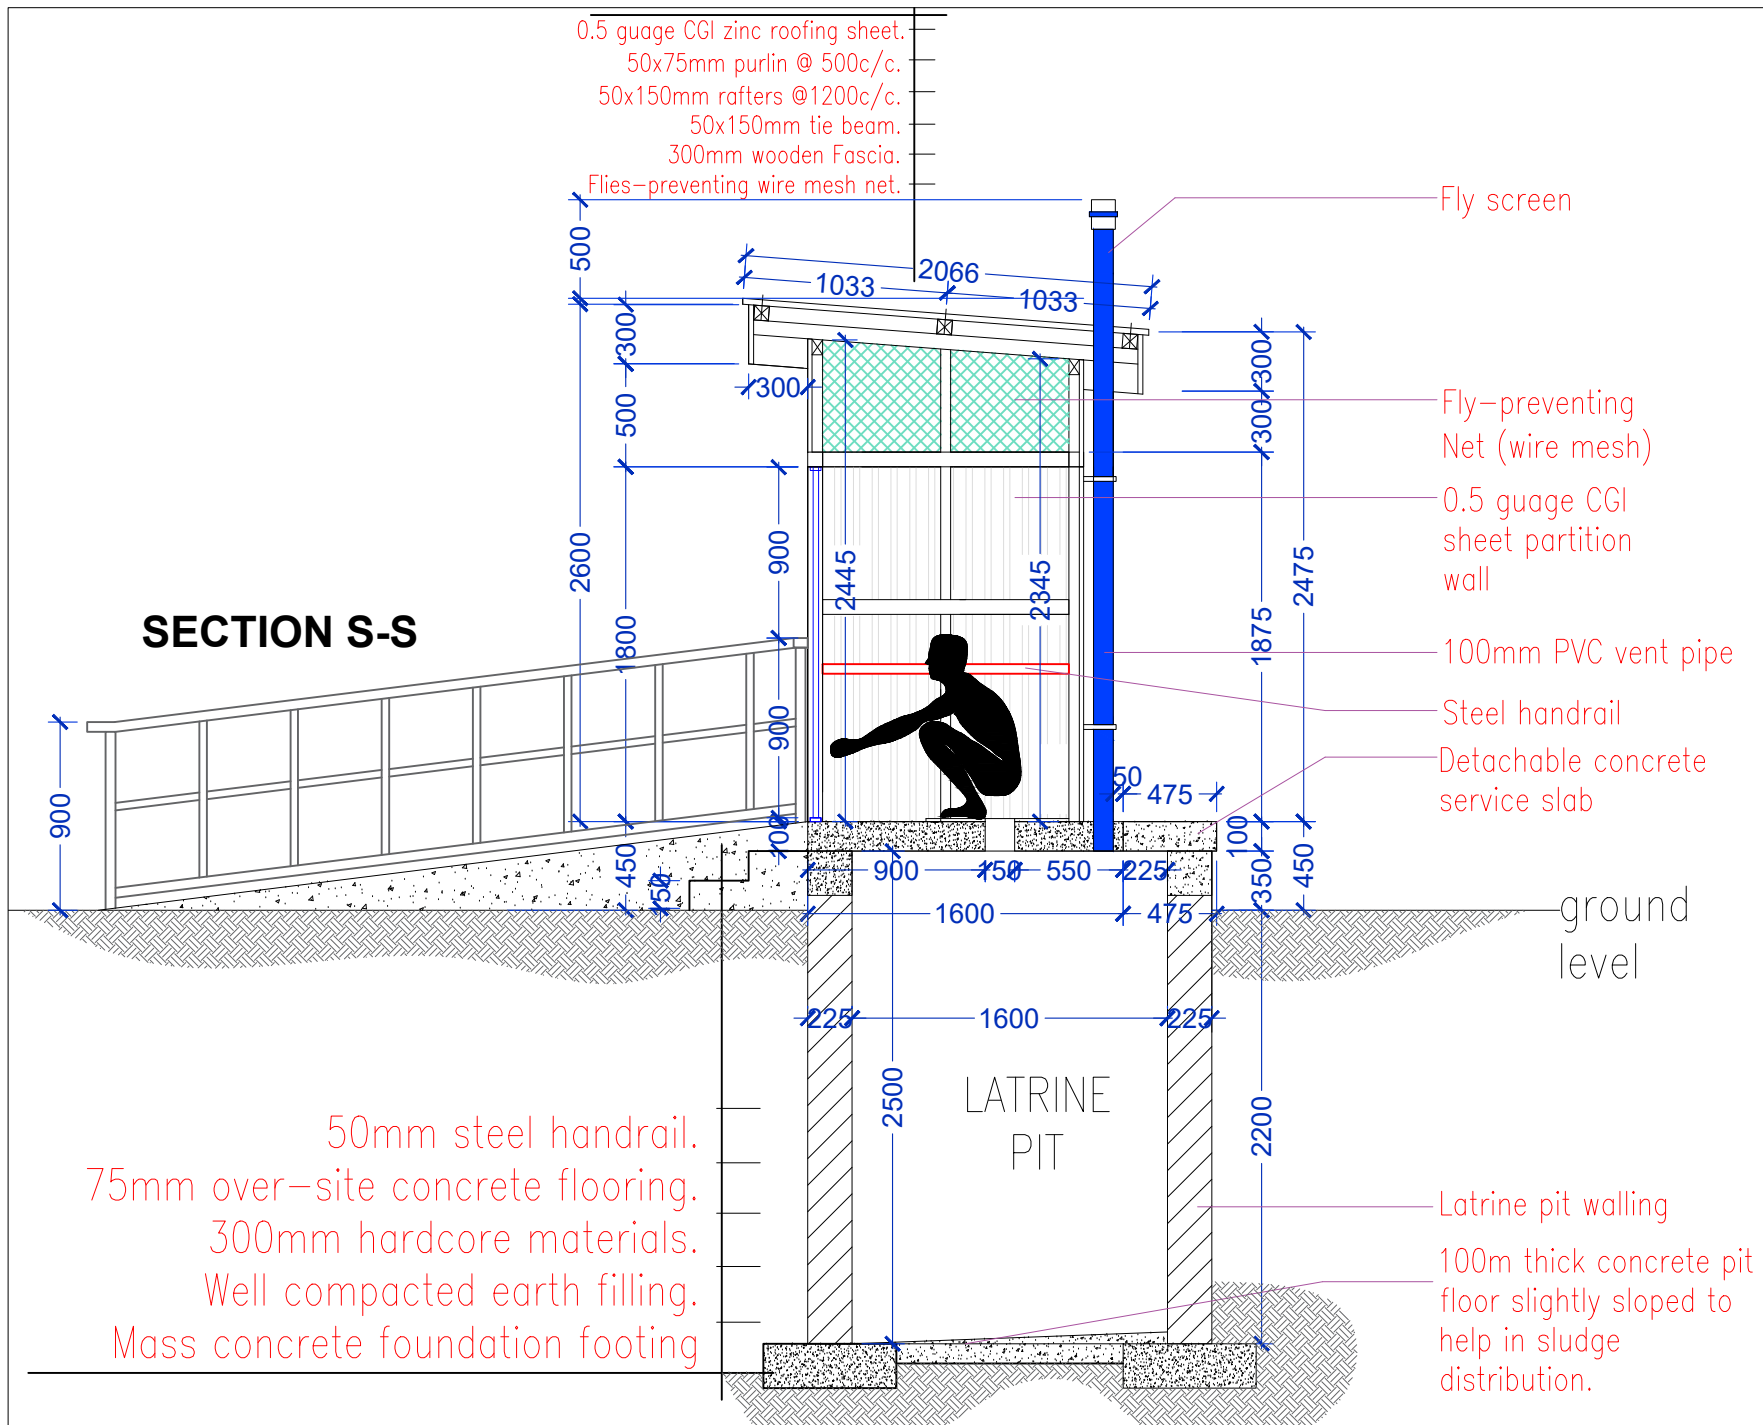 0.5 guage CGI zinc roofing sheet.
50x75mm purlin @ 500c/c.
50x150mm rafters @1200c/c.
50x150mm tie beam.
300mm wooden Fascia.
Flies-preventing wire mesh net.
Fly screen
500
2066
1033
1033
300
300
300
500
300
Fly-preventing
Net (wire mesh)
0.5 guage CGI
sheet partition
wall
2600
900
2445
2345
2475
1875
1800
SECTION S-S
100mm PVC vent pipe
Steel handrail
Detachable concrete
service slab
900
900
50
475
100
100
450
150
900
150
550
225
350
450
1600
475
ground
level
225
1600
225
2500
LATRINE
PIT
2200
50mm steel handrail.
75mm over-site concrete flooring.
300mm hardcore materials.
Well compacted earth filling.
Mass concrete foundation footing
Latrine pit walling
100m thick concrete pit
floor slightly sloped to
help in sludge
distribution.